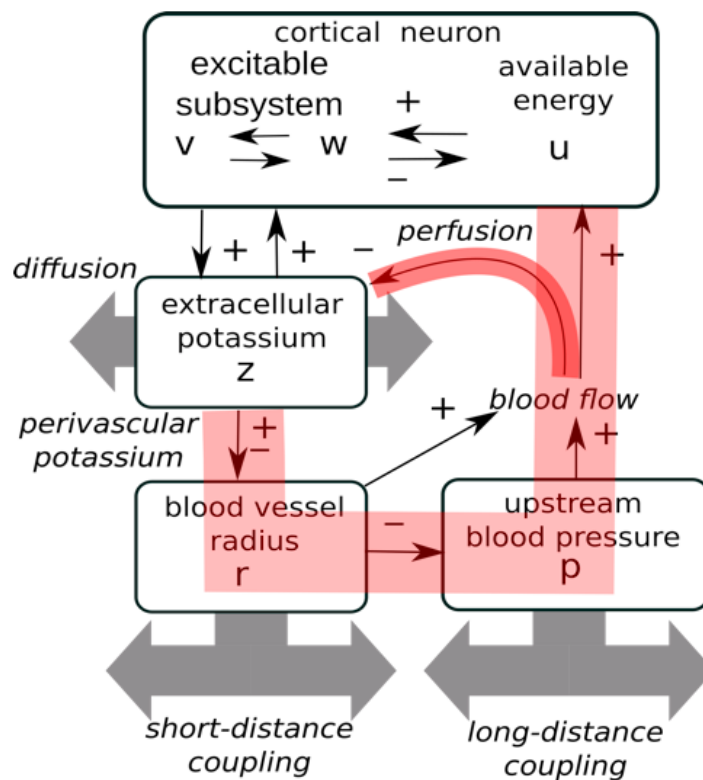 cortical neuron
excitable
subsystem
available
energy
+
v w u
−
+ + − perfusion
+
diffusion
extracellular
potassium
z
perivascular
potassium
+
−
+
blood flow
+
blood vessel
radius
r
−
upstream
blood pressure
p
short-distance
coupling
long-distance
coupling